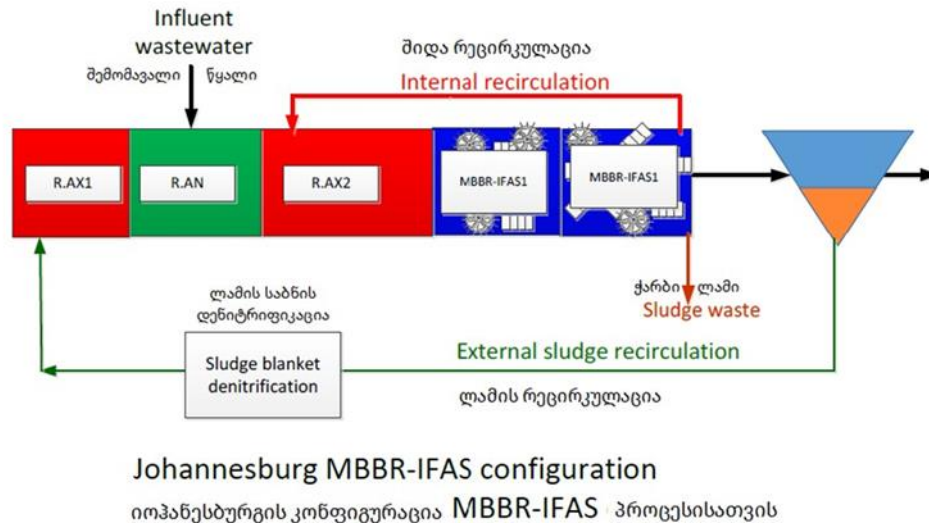 Influent
wastewater
შემომავალი წყალი
შიდა რეცირკულაცია
Internal recirculation
R.AX1
R.AN
R.AX2
MBBR-IFAS1
MBBR-IFAS1
ლამის საბნის
დენიტრიფიკაცია
Sludge blanket
denitrification
ჭარბი ლამი
Sludge waste
External sludge recirculation
ლამის რეცირკულაცია
Johannesburg MBBR-IFAS configuration
იოჰანესბურგის კონფიგურაცია MBBR-IFAS პროცესისათვის